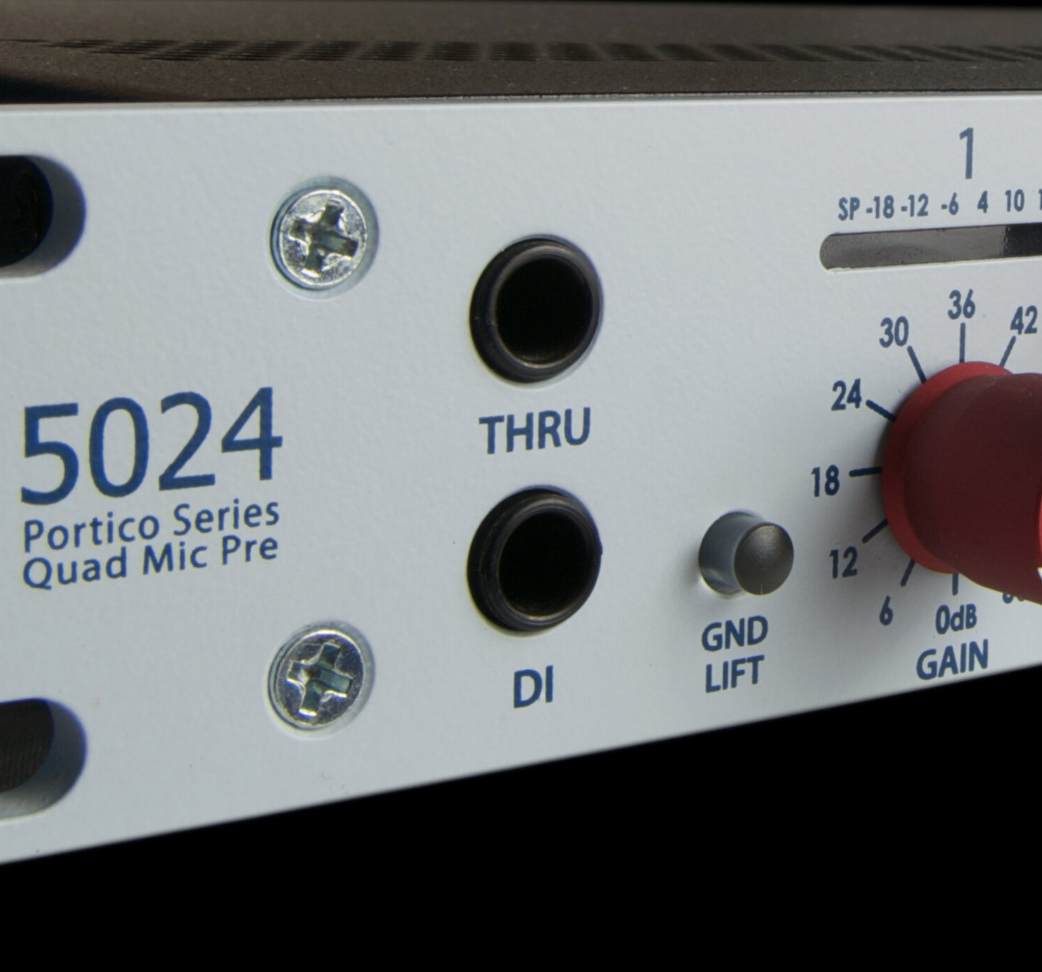 5024
Portico Series
Quad Mic Pre
THRU
DI
GND
LIFT
1
SP -18 -12 -6 4 10
36
30
42
24
18
12
6
0dB
GAIN